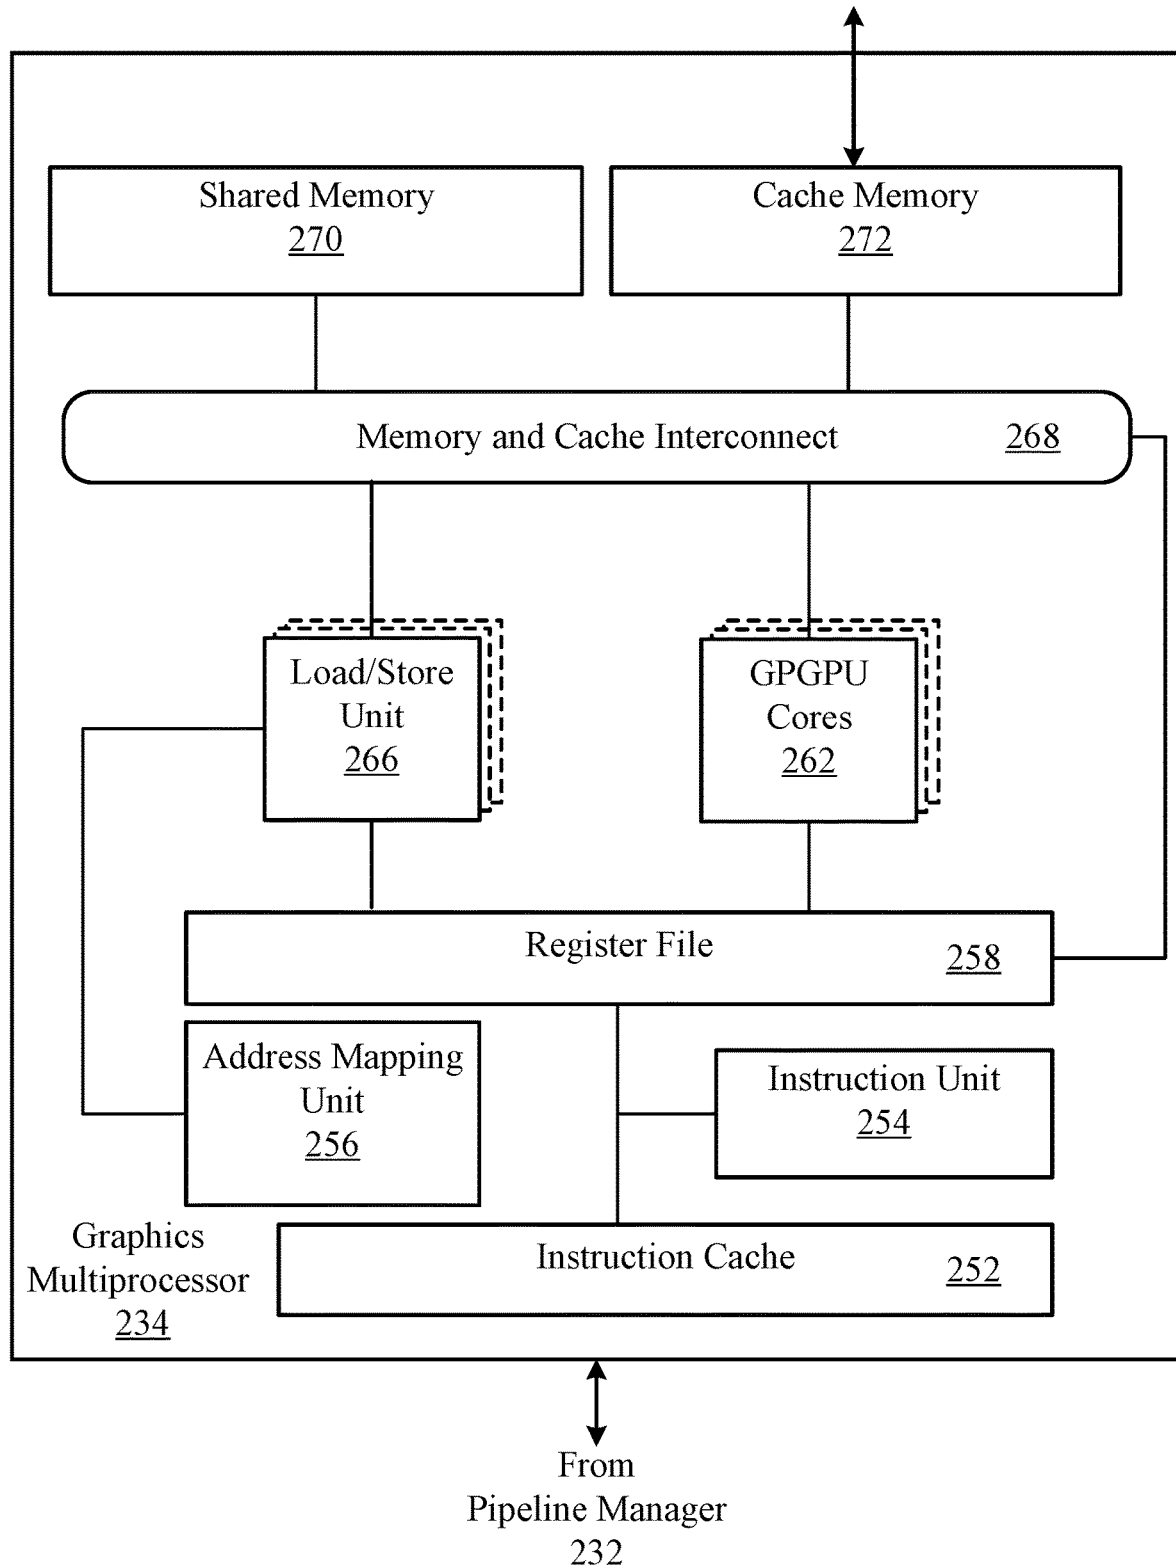 Shared Memory
270
Cache Memory
272
Memory and Cache Interconnect 268
Load/Store
Unit
266
GPGPU
Cores
262
Register File 258
Address Mapping
Unit
256
Instruction Unit
254
Graphics
Multiprocessor
234
Instruction Cache 252
From
Pipeline Manager
232